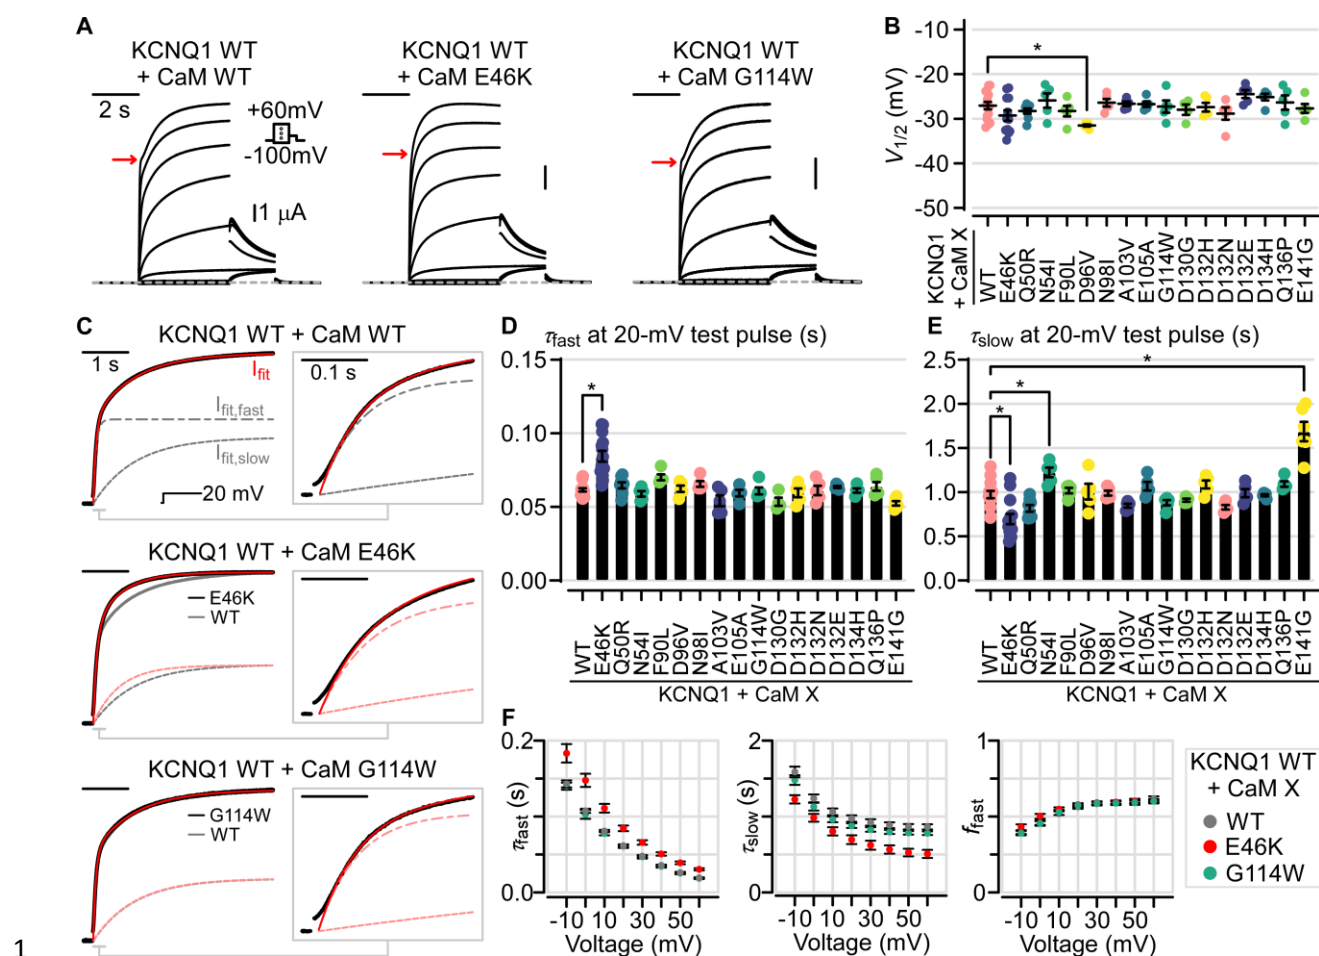 A
KCNQ1 WT
+ CaM WT
KCNQ1 WT
+ CaM E46K
KCNQ1 WT
+ CaM G114W
2 s
+60mV
-100mV
1 µA
B
-10
-20
-30
-40
-50
V1/2 (mV)
KCNQ1
+ CaM X
WT
E46K
Q50R
N54I
F90L
D96V
N98I
A103V
E105A
G114W
D130G
D132H
D132N
D132E
D134H
Q136P
E141G
*
C
KCNQ1 WT + CaM WT
1 s
Ifit
Ifit,fast
Ifit,slow
20 mV
0.1 s
KCNQ1 WT + CaM E46K
E46K
WT
KCNQ1 WT + CaM G114W
G114W
WT
D
τfast at 20-mV test pulse (s)
0.15
0.10
0.05
0.00
*
WT
E46K
Q50R
N54I
F90L
D96V
N98I
A103V
E105A
G114W
D130G
D132H
D132N
D132E
D134H
Q136P
E141G
KCNQ1 + CaM X
E
τslow at 20-mV test pulse (s)
2.5
2.0
1.5
1.0
0.5
0.0
*
*
*
WT
E46K
Q50R
N54I
F90L
D96V
N98I
A103V
E105A
G114W
D130G
D132H
D132N
D132E
D134H
Q136P
E141G
KCNQ1 + CaM X
F
0.2
0.0
τfast (s)
-10 10 30 50
Voltage (mV)
2
0
τslow (s)
-10 10 30 50
Voltage (mV)
1
0
ffast
-10 10 30 50
Voltage (mV)
KCNQ1 WT
+ CaM X
WT
E46K
G114W
1